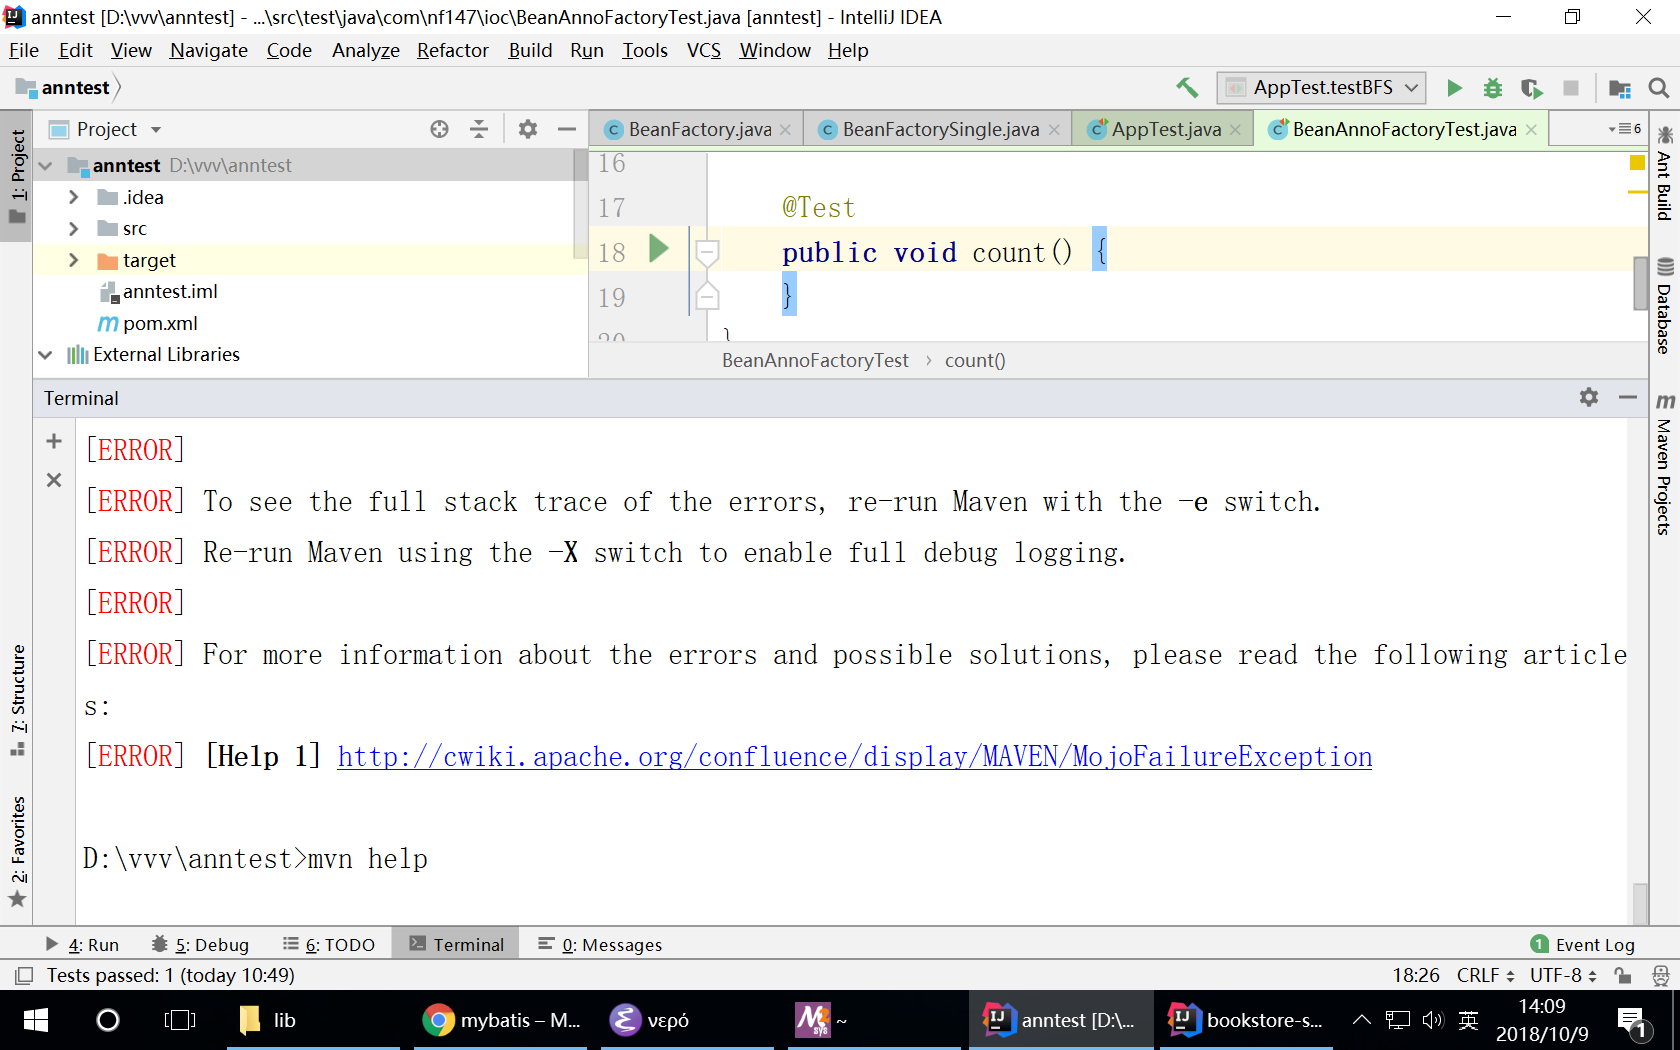 anntest [D:\vvv\anntest] - ...\src\test\java\com\nf147\ioc\BeanAnnoFactoryTest.java [anntest] - IntelliJ IDEA
File Edit View Navigate Code Analyze Refactor Build Run Tools VCS Window Help
anntest
AppTest.testBFS
1: Project
Project
BeanFactory.java
BeanFactorySingle.java
AppTest.java
BeanAnnoFactoryTest.java
6
anntest D:\vvv\anntest
.idea
src
target
anntest.iml
pom.xml
External Libraries
16
17 @Test
18 public void count() {
19 }
20 }
BeanAnnoFactoryTest › count()
Ant Build
Database
Maven Projects
Terminal
[ERROR]
[ERROR] To see the full stack trace of the errors, re-run Maven with the -e switch.
[ERROR] Re-run Maven using the -X switch to enable full debug logging.
[ERROR]
[ERROR] For more information about the errors and possible solutions, please read the following article
s:
[ERROR] [Help 1] http://cwiki.apache.org/confluence/display/MAVEN/MojoFailureException
D:\vvv\anntest>mvn help
7: Structure
2: Favorites
4: Run
5: Debug
6: TODO
Terminal
0: Messages
1 Event Log
Tests passed: 1 (today 10:49)
18:26 CRLF UTF-8
lib
mybatis – M...
νερό
M sys ~
anntest [D:\...
bookstore-s...
英
14:09
2018/10/9
1